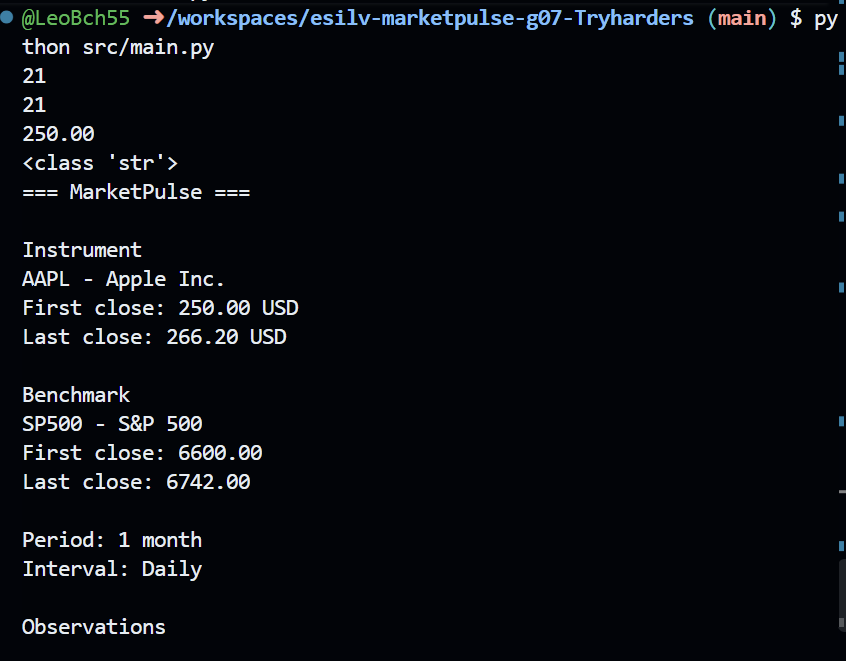 @LeoBch55 ➜/workspaces/esilv-marketpulse-g07-Tryharders (main) $ py
thon src/main.py
21
21
250.00
<class 'str'>
=== MarketPulse ===
Instrument
AAPL - Apple Inc.
First close: 250.00 USD
Last close: 266.20 USD
Benchmark
SP500 - S&P 500
First close: 6600.00
Last close: 6742.00
Period: 1 month
Interval: Daily
Observations